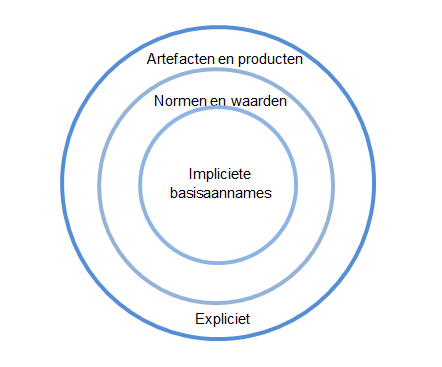 Artefacten en producten
Normen en waarden
Impliciete
basisaannames
Expliciet